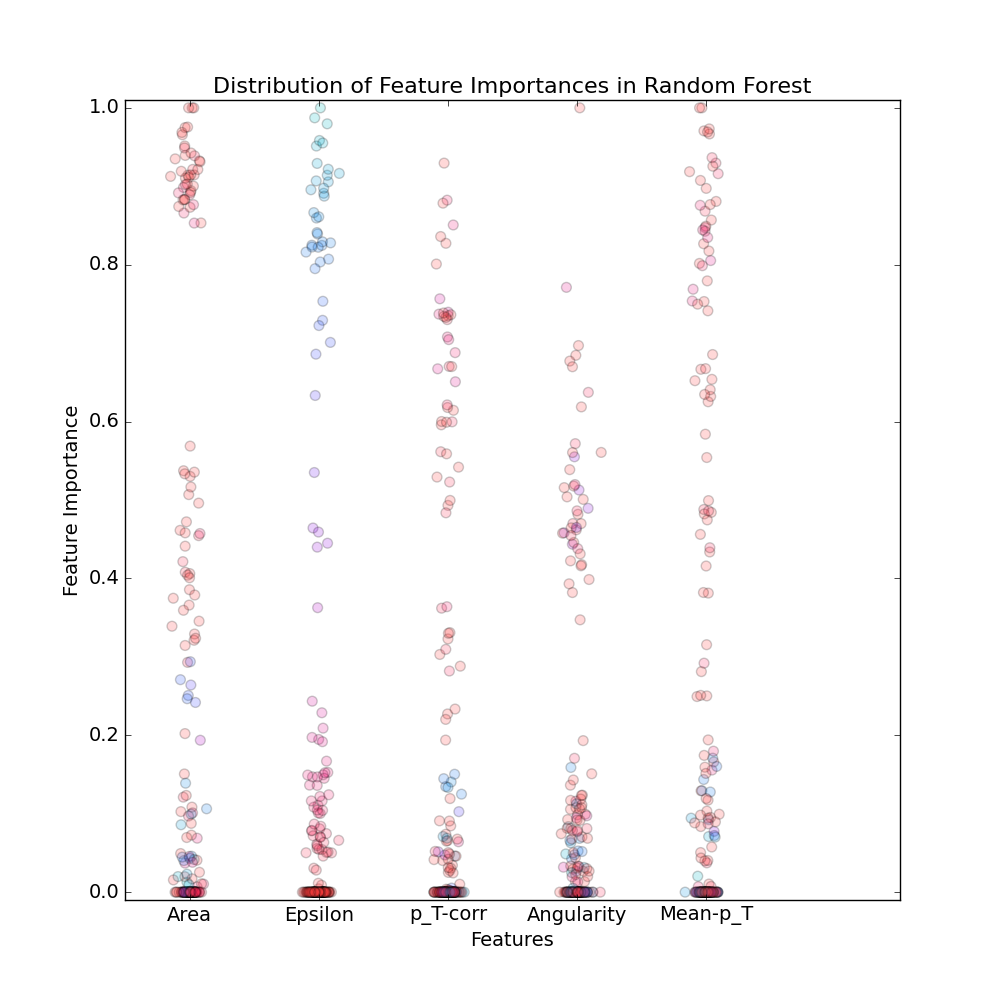 Distribution of Feature Importances in Random Forest
1.0
0.8
0.6
0.4
0.2
0.0
Feature Importance
Area Epsilon p_T-corr Angularity Mean-p_T
Features